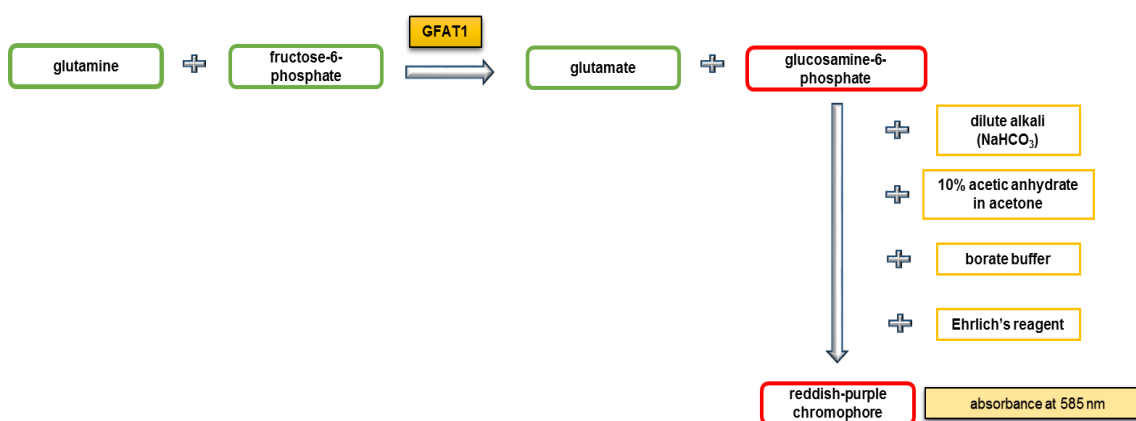 GFAT1
glutamine
fructose-6-
phosphate
glutamate
glucosamine-6-
phosphate
dilute alkali
(NaHCO₃)
10% acetic anhydrate
in acetone
borate buffer
Ehrlich's reagent
reddish-purple
chromophore
absorbance at 585 nm